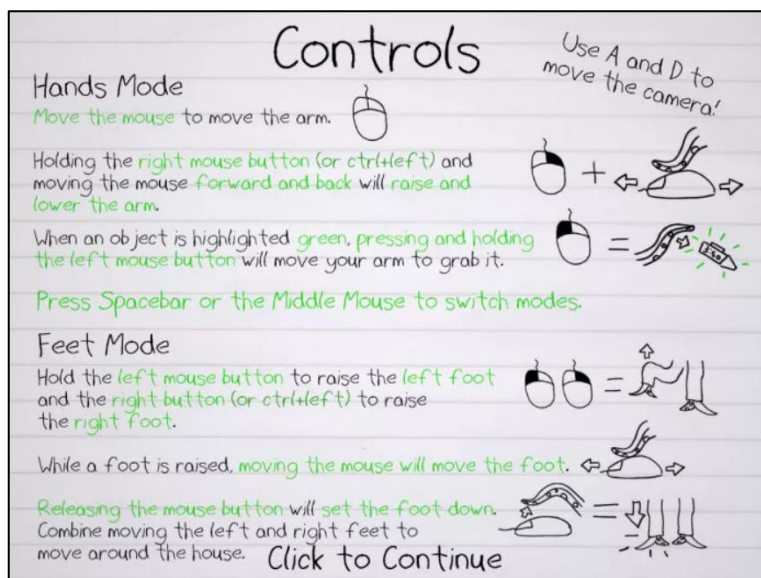 Controls
Use A and D to
move the camera!
Hands Mode
Move the mouse to move the arm.
Holding the right mouse button (or ctrl+left) and
moving the mouse forward and back will raise and
lower the arm.
When an object is highlighted green, pressing and holding
the left mouse button will move your arm to grab it.
Press Spacebar or the Middle Mouse to switch modes.
Feet Mode
Hold the left mouse button to raise the left foot
and the right button (or ctrl+left) to raise
the right foot.
While a foot is raised, moving the mouse will move the foot.
Releasing the mouse button will set the foot down.
Combine moving the left and right feet to
move around the house.
Click to Continue